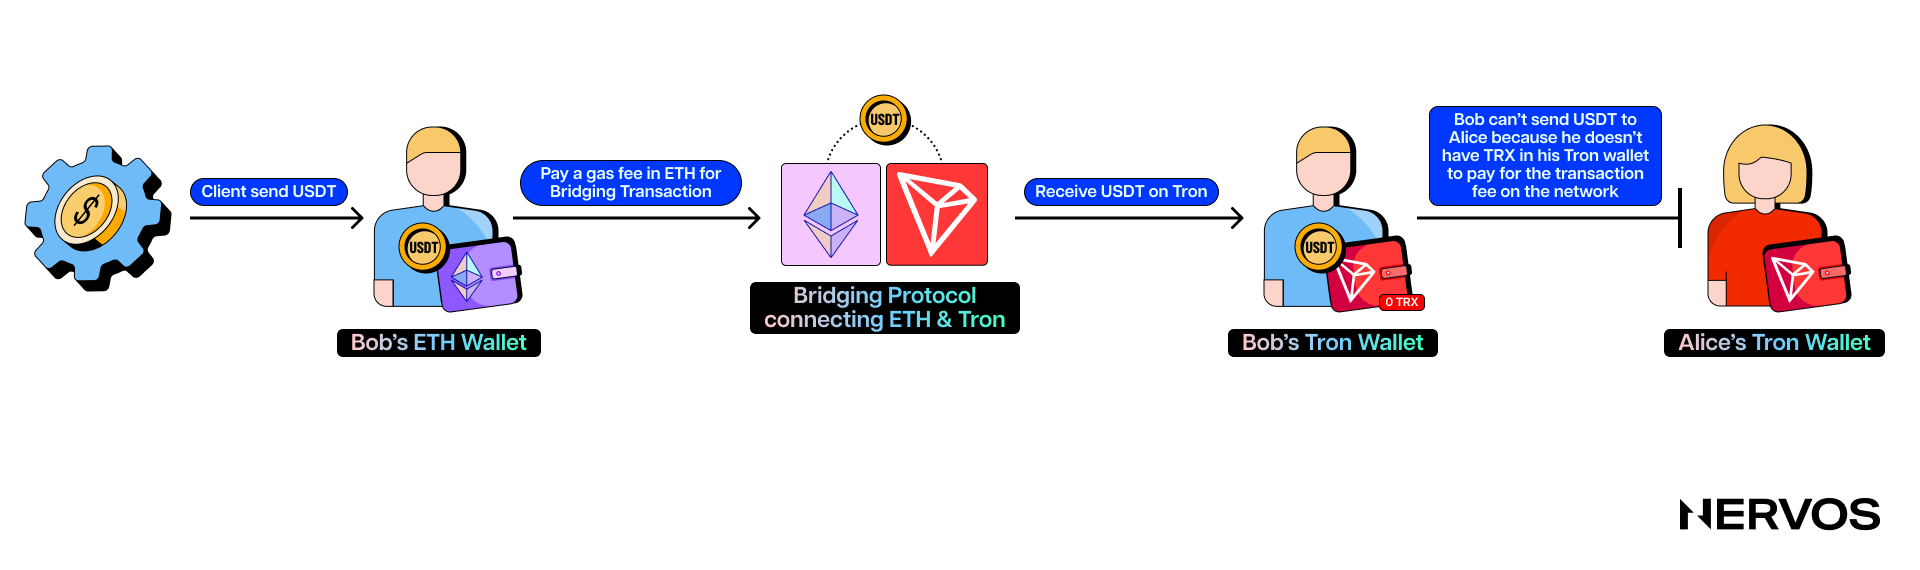 Client send USDT
USDT
Bob's ETH Wallet
Pay a gas fee in ETH for
Bridging Transaction
USDT
Bridging Protocol
connecting ETH & Tron
Receive USDT on Tron
USDT
0 TRX
Bob's Tron Wallet
Bob can't send USDT to
Alice because he doesn't
have TRX in his Tron wallet
to pay for the transaction
fee on the network
Alice's Tron Wallet
$
NERVOS